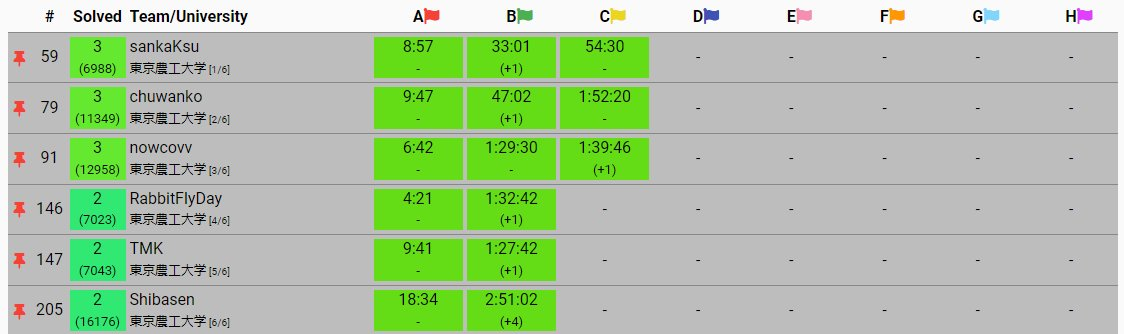 # Solved Team/University A B C D E F G H
59 3 sankaKsu 8:57 33:01 54:30 - - - - -
(6988) 東京農工大学 [1/6] - (+1) -
79 3 chuwanko 9:47 47:02 1:52:20 - - - - -
(11349) 東京農工大学 [2/6] - (+1) -
91 3 nowcovv 6:42 1:29:30 1:39:46 - - - - -
(12958) 東京農工大学 [3/6] - - (+1)
146 2 RabbitFlyDay 4:21 1:32:42 - - - - - -
(7023) 東京農工大学 [4/6] - (+1)
147 2 TMK 9:41 1:27:42 - - - - - -
(7043) 東京農工大学 [5/6] - (+1)
205 2 Shibasen 18:34 2:51:02 - - - - - -
(16176) 東京農工大学 [6/6] - (+4)